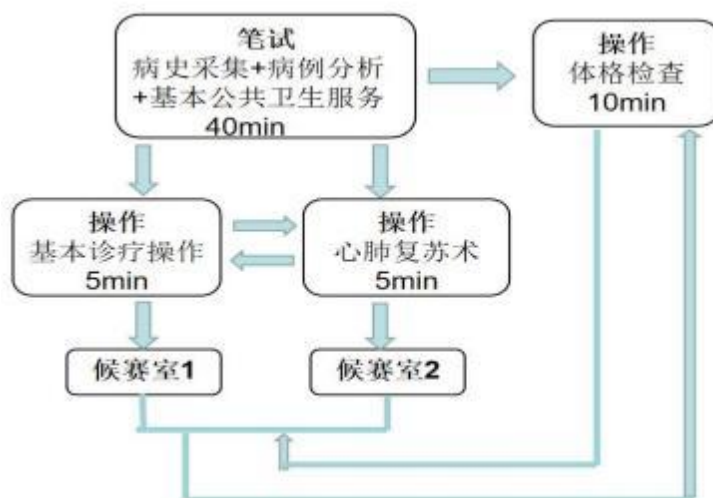 笔试
病史采集+病例分析
+基本公共卫生服务
40min
操作
体格检查
10min
操作
基本诊疗操作
5min
操作
心肺复苏术
5min
候赛室1
候赛室2